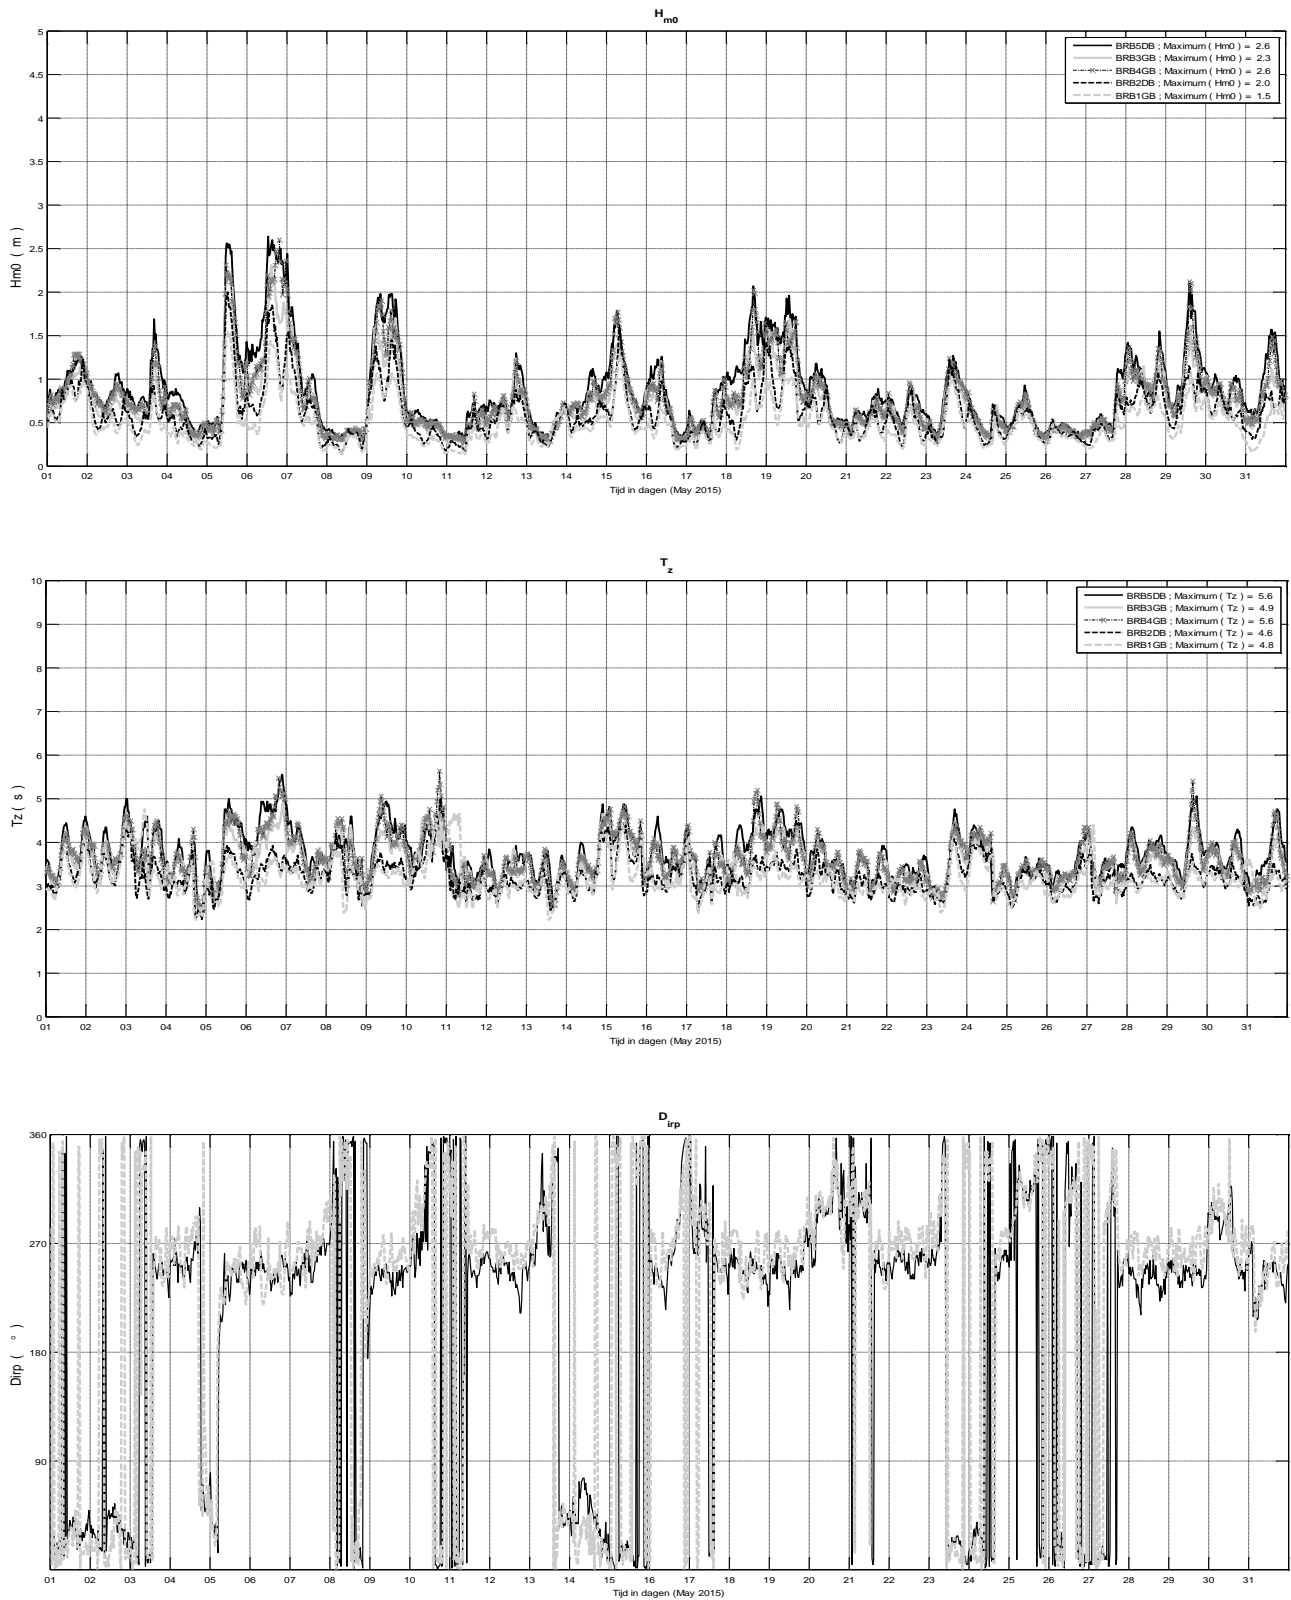 Hm0
5
4.5
4
3.5
3
2.5
2
1.5
1
0.5
0
Hm0 ( m )
BRB5DB ; Maximum ( Hm0 ) = 2.6
BRB3GB ; Maximum ( Hm0 ) = 2.3
BRB4GB ; Maximum ( Hm0 ) = 2.6
BRB2DB ; Maximum ( Hm0 ) = 2.0
BRB1GB ; Maximum ( Hm0 ) = 1.5
01 02 03 04 05 06 07 08 09 10 11 12 13 14 15 16 17 18 19 20 21 22 23 24 25 26 27 28 29 30 31
Tijd in dagen (May 2015)
Tz
10
9
8
7
6
5
4
3
2
1
0
Tz ( s )
BRB5DB ; Maximum ( Tz ) = 5.6
BRB3GB ; Maximum ( Tz ) = 4.9
BRB4GB ; Maximum ( Tz ) = 5.6
BRB2DB ; Maximum ( Tz ) = 4.6
BRB1GB ; Maximum ( Tz ) = 4.8
01 02 03 04 05 06 07 08 09 10 11 12 13 14 15 16 17 18 19 20 21 22 23 24 25 26 27 28 29 30 31
Tijd in dagen (May 2015)
Dirp
360
270
180
90
Dirp ( ° )
01 02 03 04 05 06 07 08 09 10 11 12 13 14 15 16 17 18 19 20 21 22 23 24 25 26 27 28 29 30 31
Tijd in dagen (May 2015)